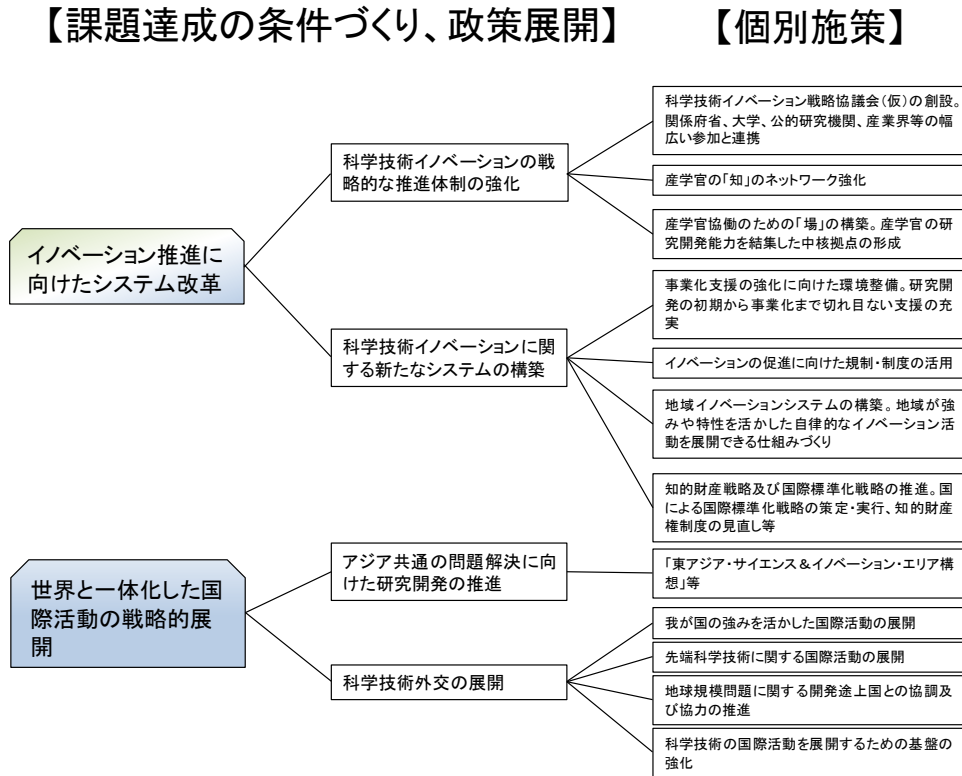 【課題達成の条件づくり、政策展開】
【個別施策】
イノベーション推進に
向けたシステム改革
科学技術イノベーションの戦
略的な推進体制の強化
科学技術イノベーション戦略協議会(仮)の創設。
関係府省、大学、公的研究機関、産業界等の幅
広い参加と連携
産学官の「知」のネットワーク強化
産学官協働のための「場」の構築。産学官の研
究開発能力を結集した中核拠点の形成
科学技術イノベーションに関
する新たなシステムの構築
事業化支援の強化に向けた環境整備。研究開
発の初期から事業化まで切れ目ない支援の充
実
イノベーションの促進に向けた規制・制度の活用
地域イノベーションシステムの構築。地域が強
みや特性を活かした自律的なイノベーション活
動を展開できる仕組みづくり
知的財産戦略及び国際標準化戦略の推進。国
による国際標準化戦略の策定・実行、知的財産
権制度の見直し等
世界と一体化した国
際活動の戦略的展
開
アジア共通の問題解決に向
けた研究開発の推進
「東アジア・サイエンス&イノベーション・エリア構
想」等
科学技術外交の展開
我が国の強みを活かした国際活動の展開
先端科学技術に関する国際活動の展開
地球規模問題に関する開発途上国との協調及
び協力の推進
科学技術の国際活動を展開するための基盤の
強化